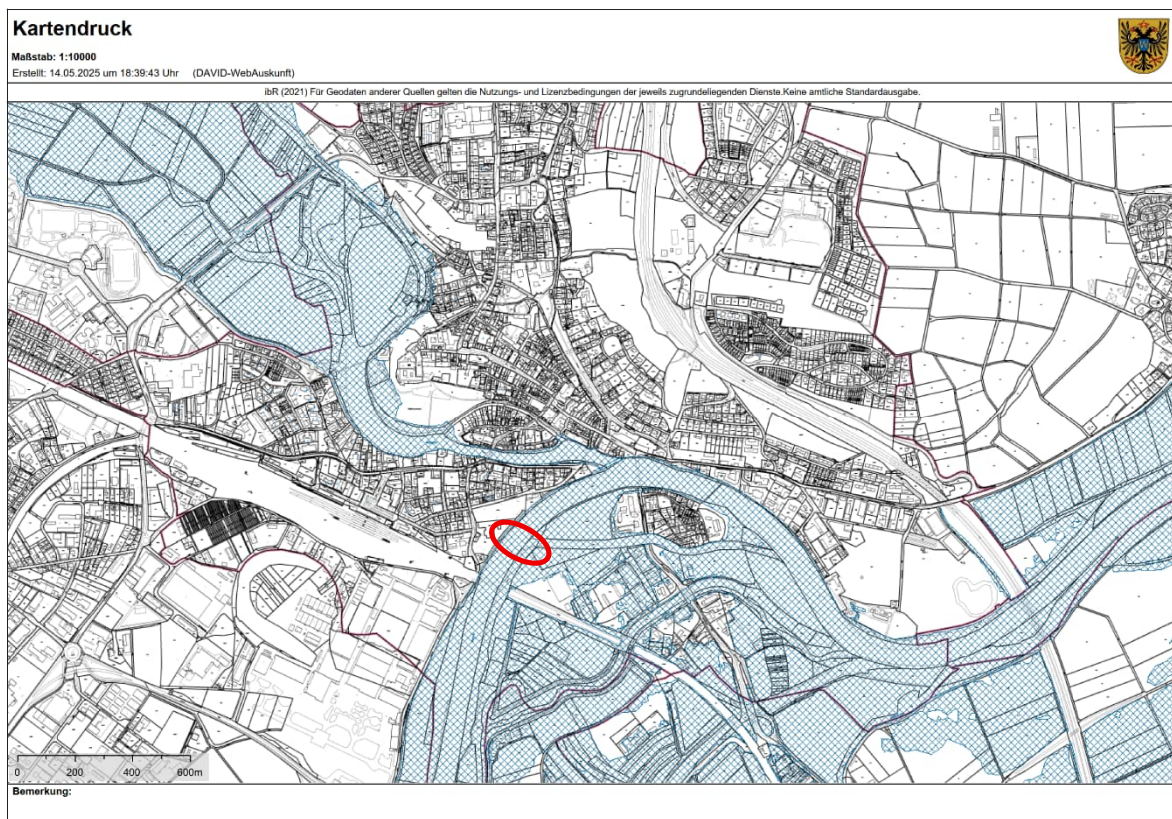 Kartendruck
Maßstab: 1:10000
Erstellt: 14.05.2025 um 18:39:43 Uhr (DAVID-WebAuskunft)
ibR (2021) Für Geodaten anderer Quellen gelten die Nutzungs- und Lizenzbedingungen der jeweils zugrundeliegenden Dienste.Keine amtliche Standardausgabe.
0 200 400 600m
Bemerkung: